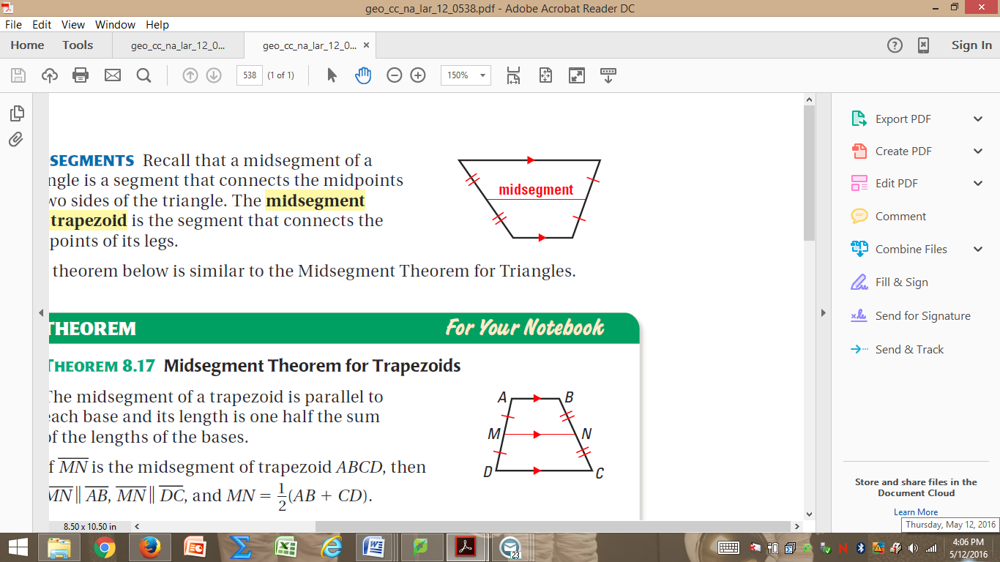 geo_cc_na_lar_12_0538.pdf - Adobe Acrobat Reader DC
File Edit View Window Help
Home Tools geo_cc_na_lar_12_0... geo_cc_na_lar_12_0... × Sign In
538 (1 of 1) 150%
SEGMENTS Recall that a midsegment of a
ngle is a segment that connects the midpoints
wo sides of the triangle. The midsegment
trapezoid is the segment that connects the
points of its legs.
midsegment
theorem below is similar to the Midsegment Theorem for Triangles.
THEOREM For Your Notebook
THEOREM 8.17 Midsegment Theorem for Trapezoids
The midsegment of a trapezoid is parallel to
each base and its length is one half the sum
of the lengths of the bases.
If MN is the midsegment of trapezoid ABCD, then
MN ∥ AB, MN ∥ DC, and MN = 1/2(AB + CD).
A B
M N
D C
Export PDF
Create PDF
Edit PDF
Comment
Combine Files
Fill & Sign
Send for Signature
Send & Track
Store and share files in the
Document Cloud
Learn More
8.50 x 10.50 in
Thursday, May 12, 2016
23
4:06 PM
5/12/2016